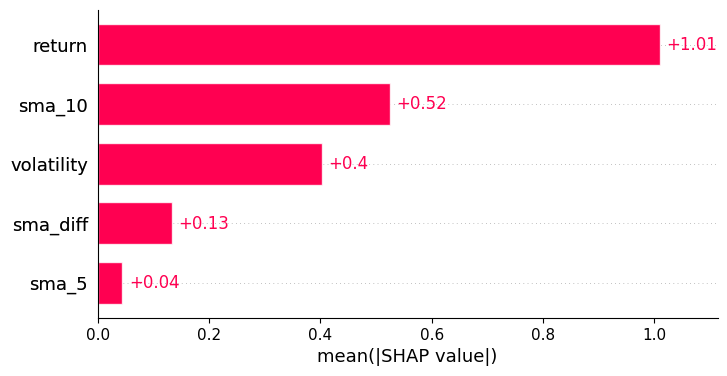 return +1.01
sma_10 +0.52
volatility +0.4
sma_diff +0.13
sma_5 +0.04
0.0 0.2 0.4 0.6 0.8 1.0
mean(|SHAP value|)